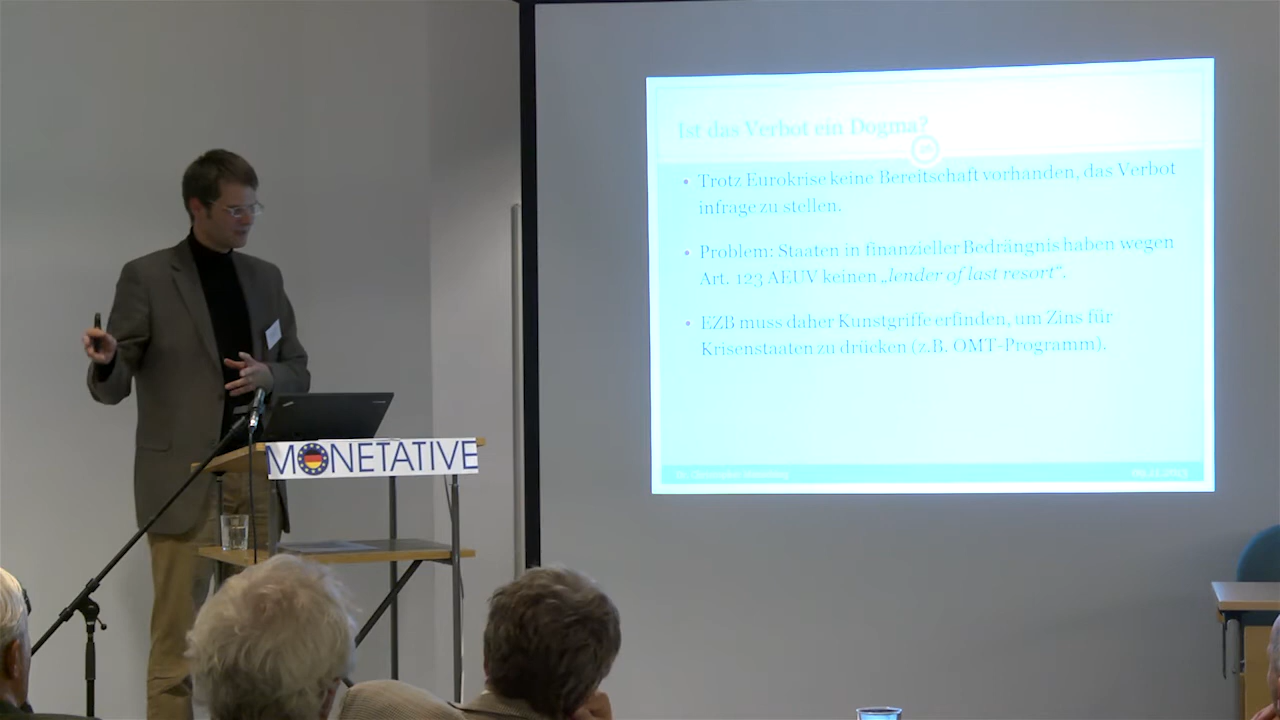 Ist das Verbot ein Dogma?
• Trotz Eurokrise keine Bereitschaft vorhanden, das Verbot
infrage zu stellen.
• Problem: Staaten in finanzieller Bedrängnis haben wegen
Art. 123 AEUV keinen „lender of last resort“.
• EZB muss daher Kunstgriffe erfinden, um Zins für
Krisenstaaten zu drücken (z.B. OMT-Programm).
MONETATIVE